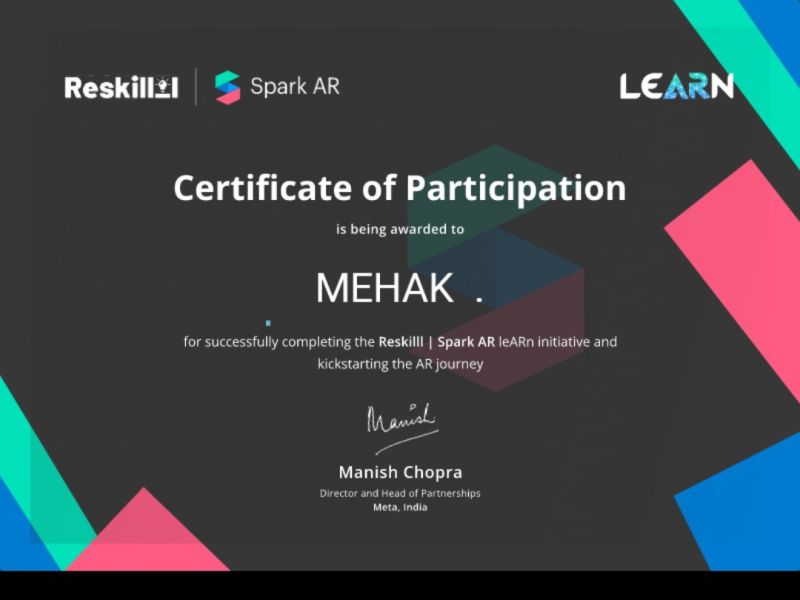 Reskilll | Spark AR
LEARN
Certificate of Participation
is being awarded to
MEHAK .
for successfully completing the Reskilll | Spark AR leARn initiative and
kickstarting the AR journey
Manish
Manish Chopra
Director and Head of Partnerships
Meta, India